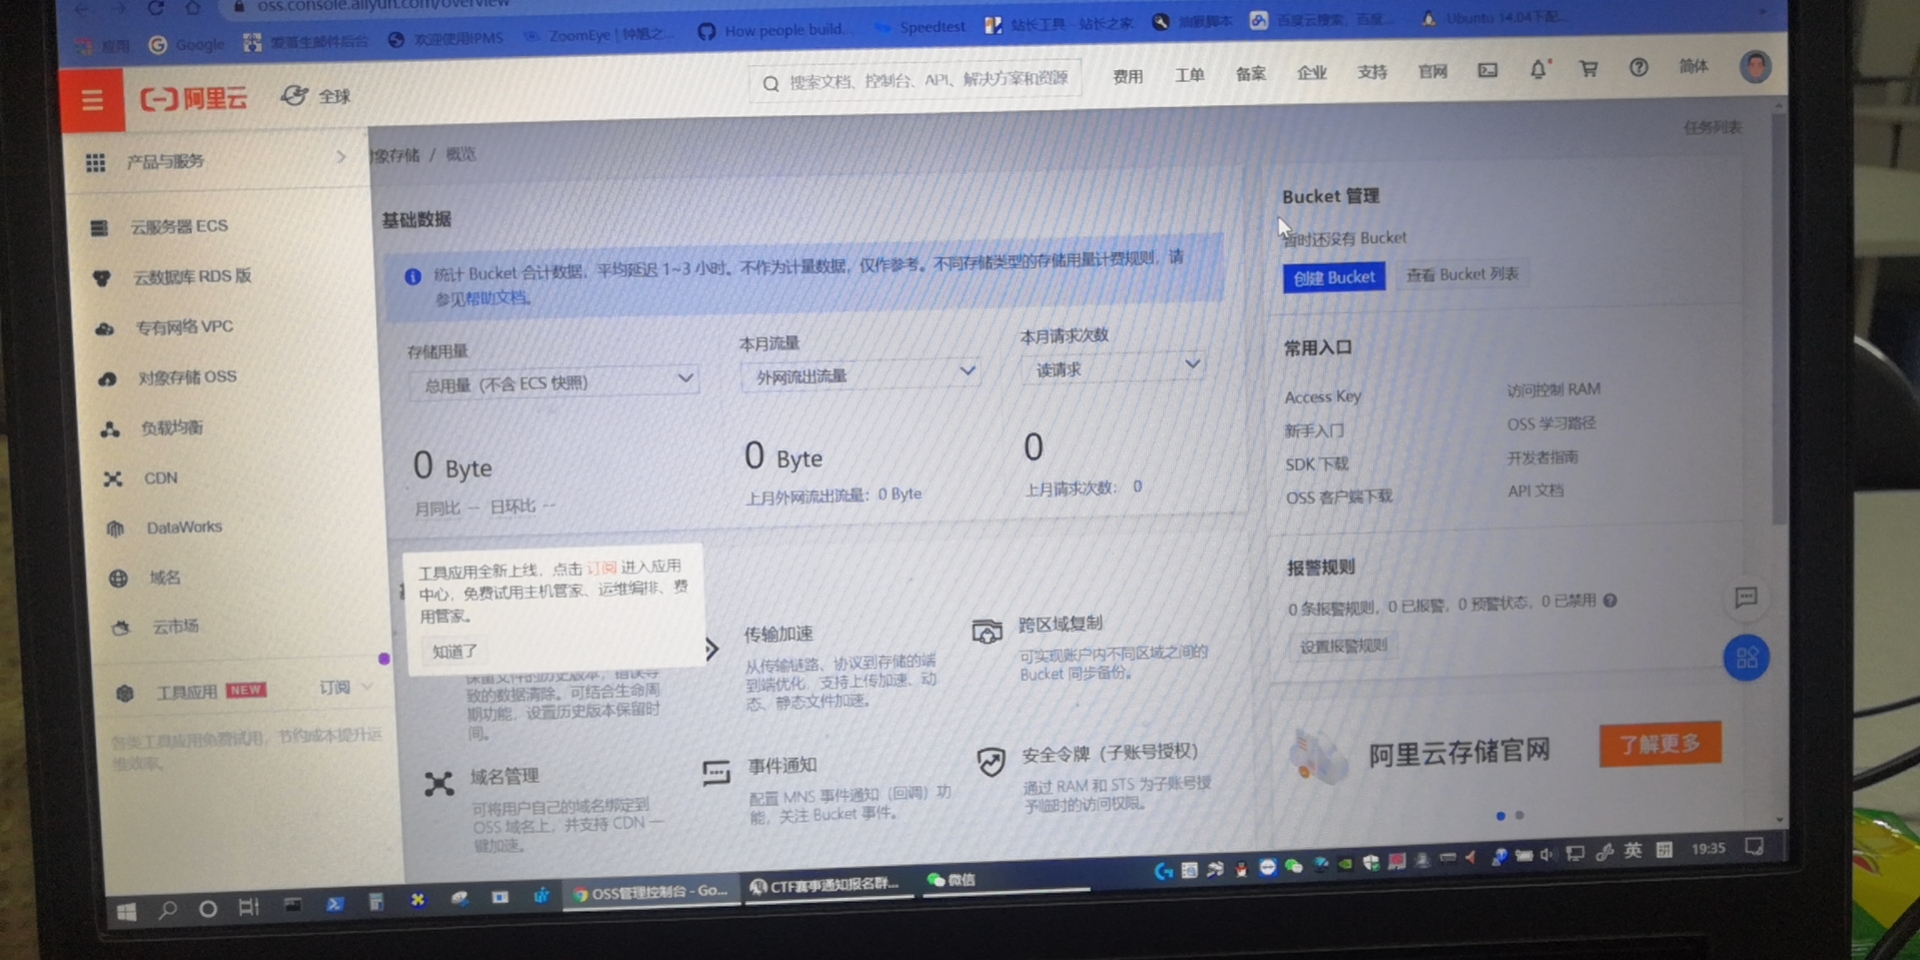 oss.console.aliyun.com/overview
应用
Google
欢迎使用IPMS
ZoomEye | 钟馗之...
How people build...
Speedtest
站长工具 - 站长之家
油猴脚本
百度云搜索，百度...
Ubuntu 14.04下配...
阿里云
全球
搜索文档、控制台、API、解决方案和资源
费用
工单
备案
企业
支持
官网
简体
产品与服务
云服务器 ECS
云数据库 RDS 版
专有网络 VPC
对象存储 OSS
负载均衡
CDN
DataWorks
域名
云市场
工具应用 NEW
订阅
各类工具应用免费试用，节约成本提升运
维效率。
对象存储 / 概览
任务列表
基础数据
统计 Bucket 合计数据，平均延迟 1~3 小时。不作为计量数据，仅作参考。不同存储类型的存储用量计费规则，请
参见帮助文档。
存储用量
总用量（不含 ECS 快照）
0 Byte
月同比 -- 日环比 --
本月流量
外网流出流量
0 Byte
上月外网流出流量：0 Byte
本月请求次数
读请求
0
上月请求次数： 0
工具应用全新上线，点击 订阅 进入应用
中心，免费试用主机管家、运维编排、费
用管家。
知道了
保留文件的历史版本，错误导
致的数据清除。可结合生命周
期功能，设置历史版本保留时
间。
传输加速
从传输链路、协议到存储的端
到端优化，支持上传加速、动
态、静态文件加速。
跨区域复制
可实现账户内不同区域之间的
Bucket 同步备份。
域名管理
可将用户自己的域名绑定到
OSS 域名上，并支持 CDN 一
键加速。
事件通知
配置 MNS 事件通知（回调）功
能，关注 Bucket 事件。
安全令牌（子账号授权）
通过 RAM 和 STS 为子账号授
予临时的访问权限。
Bucket 管理
暂时还没有 Bucket
创建 Bucket
查看 Bucket 列表
常用入口
Access Key
访问控制 RAM
新手入门
OSS 学习路径
SDK 下载
开发者指南
OSS 客户端下载
API 文档
报警规则
0 条报警规则，0 已报警，0 预警状态，0 已禁用
设置报警规则
阿里云存储官网
了解更多
OSS管理控制台 - Go...
CTF赛事通知报名群...
微信
英
拼
19:35